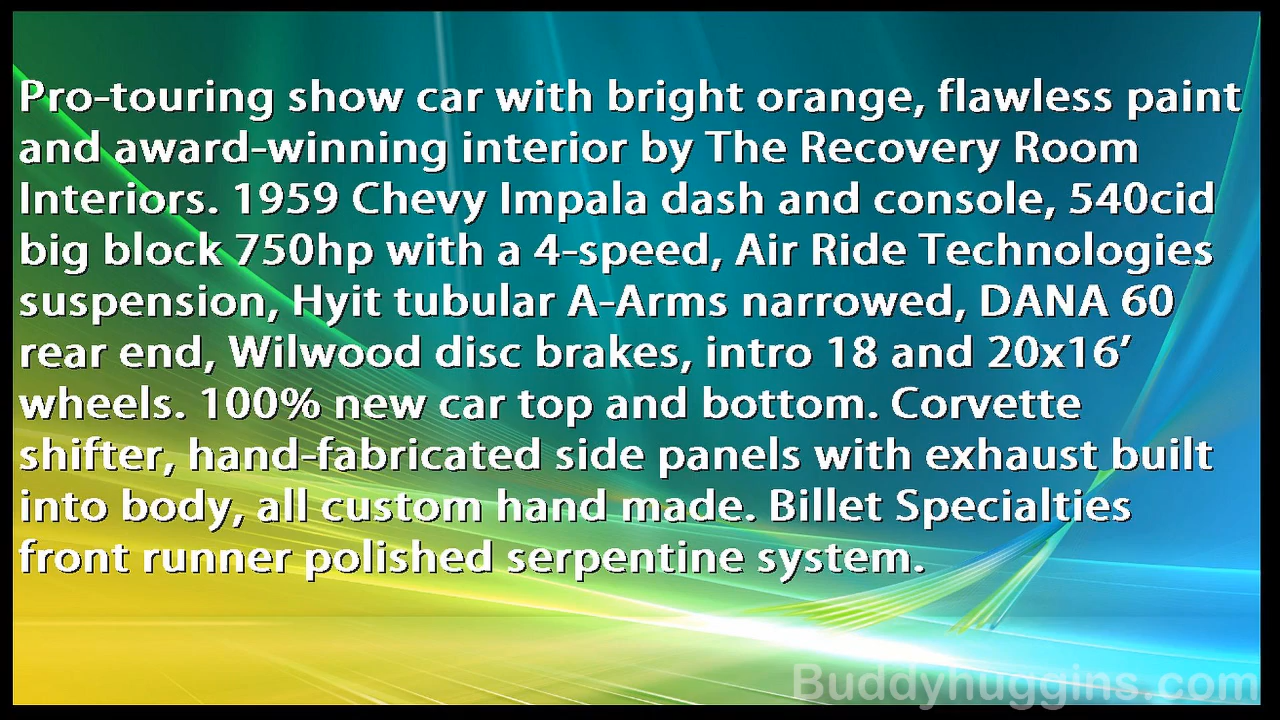 Pro-touring show car with bright orange, flawless paint
and award-winning interior by The Recovery Room
Interiors. 1959 Chevy Impala dash and console, 540cid
big block 750hp with a 4-speed, Air Ride Technologies
suspension, Hyit tubular A-Arms narrowed, DANA 60
rear end, Wilwood disc brakes, intro 18 and 20x16’
wheels. 100% new car top and bottom. Corvette
shifter, hand-fabricated side panels with exhaust built
into body, all custom hand made. Billet Specialties
front runner polished serpentine system.
Buddyhuggins.com